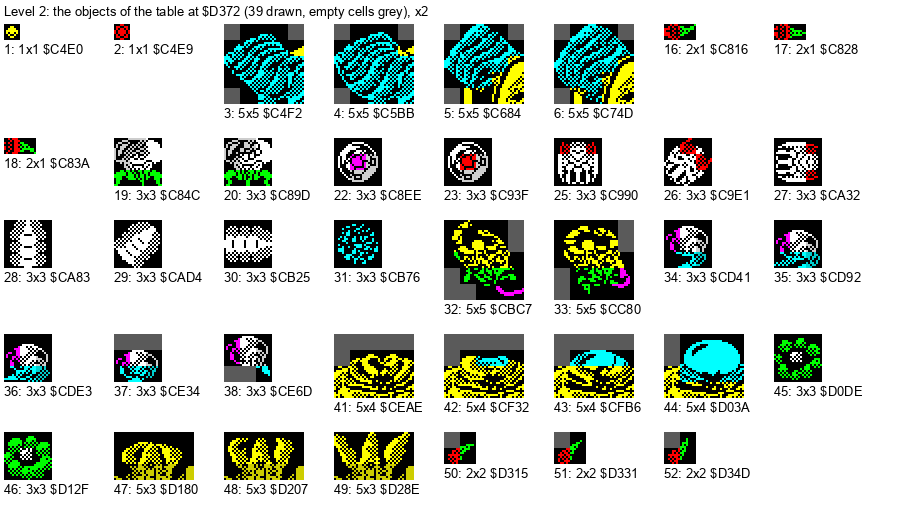 Level 2: the objects of the table at $D372 (39 drawn, empty cells grey), x2
1: 1x1 $C4E0
2: 1x1 $C4E9
3: 5x5 $C4F2
4: 5x5 $C5BB
5: 5x5 $C684
6: 5x5 $C74D
16: 2x1 $C816
17: 2x1 $C828
18: 2x1 $C83A
19: 3x3 $C84C
20: 3x3 $C89D
22: 3x3 $C8EE
23: 3x3 $C93F
25: 3x3 $C990
26: 3x3 $C9E1
27: 3x3 $CA32
28: 3x3 $CA83
29: 3x3 $CAD4
30: 3x3 $CB25
31: 3x3 $CB76
32: 5x5 $CBC7
33: 5x5 $CC80
34: 3x3 $CD41
35: 3x3 $CD92
36: 3x3 $CDE3
37: 3x3 $CE34
38: 3x3 $CE6D
41: 5x4 $CEAE
42: 5x4 $CF32
43: 5x4 $CFB6
44: 5x4 $D03A
45: 3x3 $D0DE
46: 3x3 $D12F
47: 5x3 $D180
48: 5x3 $D207
49: 5x3 $D28E
50: 2x2 $D315
51: 2x2 $D331
52: 2x2 $D34D